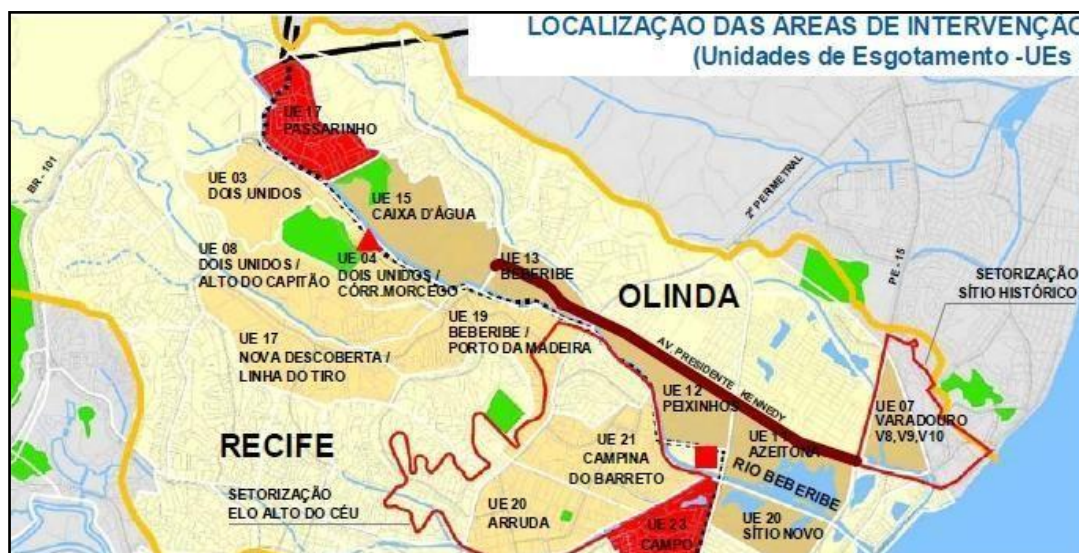 LOCALIZAÇÃO DAS ÁREAS DE INTERVENÇÃO
(Unidades de Esgotamento -UEs
UE 17
PASSARINHO
BR - 101
UE 03
DOIS UNIDOS
UE 15
CAIXA D'ÁGUA
2ª PERIMETRAL
PE - 15
UE 08
DOIS UNIDOS /
ALTO DO CAPITÃO
UE 04
DOIS UNIDOS /
CÓRR.MORCEGO
UE 13
BEBERIBE
OLINDA
SETORIZAÇÃO
SÍTIO HISTÓRICO
UE 19
BEBERIBE /
PORTO DA MADEIRA
UE 17
NOVA DESCOBERTA /
LINHA DO TIRO
AV. PRESIDENTE KENNEDY
UE 12
PEIXINHOS
UE 07
VARADOURO
V8,V9,V10
RECIFE
UE 21
CAMPINA
DO BARRETO
UE
AZEITONA
RIO BEBERIBE
SETORIZAÇÃO
ELO ALTO DO CÉU
UE 20
ARRUDA
UE 23
CAMPO
UE 20
SÍTIO NOVO